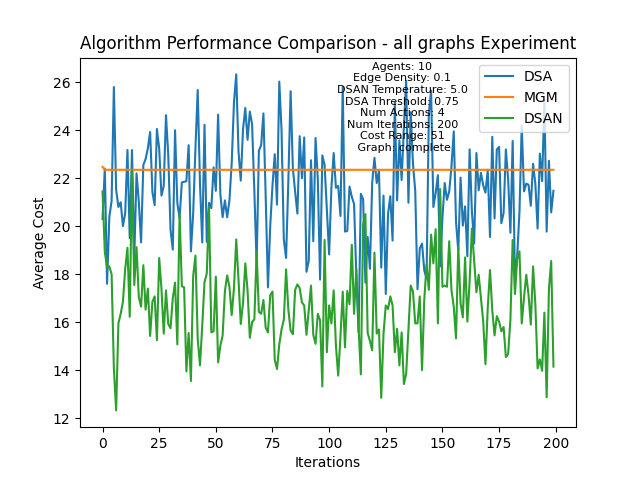 Algorithm Performance Comparison - all graphs Experiment
Agents: 10
Edge Density: 0.1
DSAN Temperature: 5.0
DSA Threshold: 0.75
Num Actions: 4
Num Iterations: 200
Cost Range: 51
Graph: complete
DSA
MGM
DSAN
Average Cost
26
24
22
20
18
16
14
12
0
25
50
75
100
125
150
175
200
Iterations